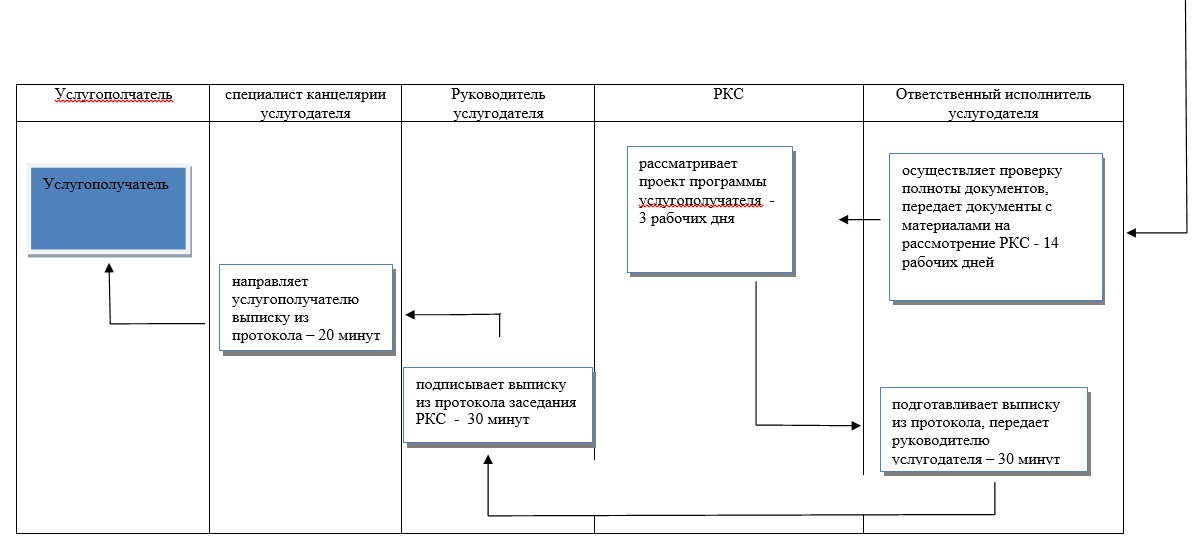 Услугополчатель
специалист канцелярии
услугодателя
Руководитель
услугодателя
РКС
Ответственный исполнитель
услугодателя
Услугополучатель
рассматривает
проект программы
услугополучателя -
3 рабочих дня
осуществляет проверку
полноты документов,
передает документы с
материалами на
рассмотрение РКС - 14
рабочих дней
направляет
услугополучателю
выписку из
протокола – 20 минут
подписывает выписку
из протокола заседания
РКС - 30 минут
подготавливает выписку
из протокола, передает
руководителю
услугодателя – 30 минут